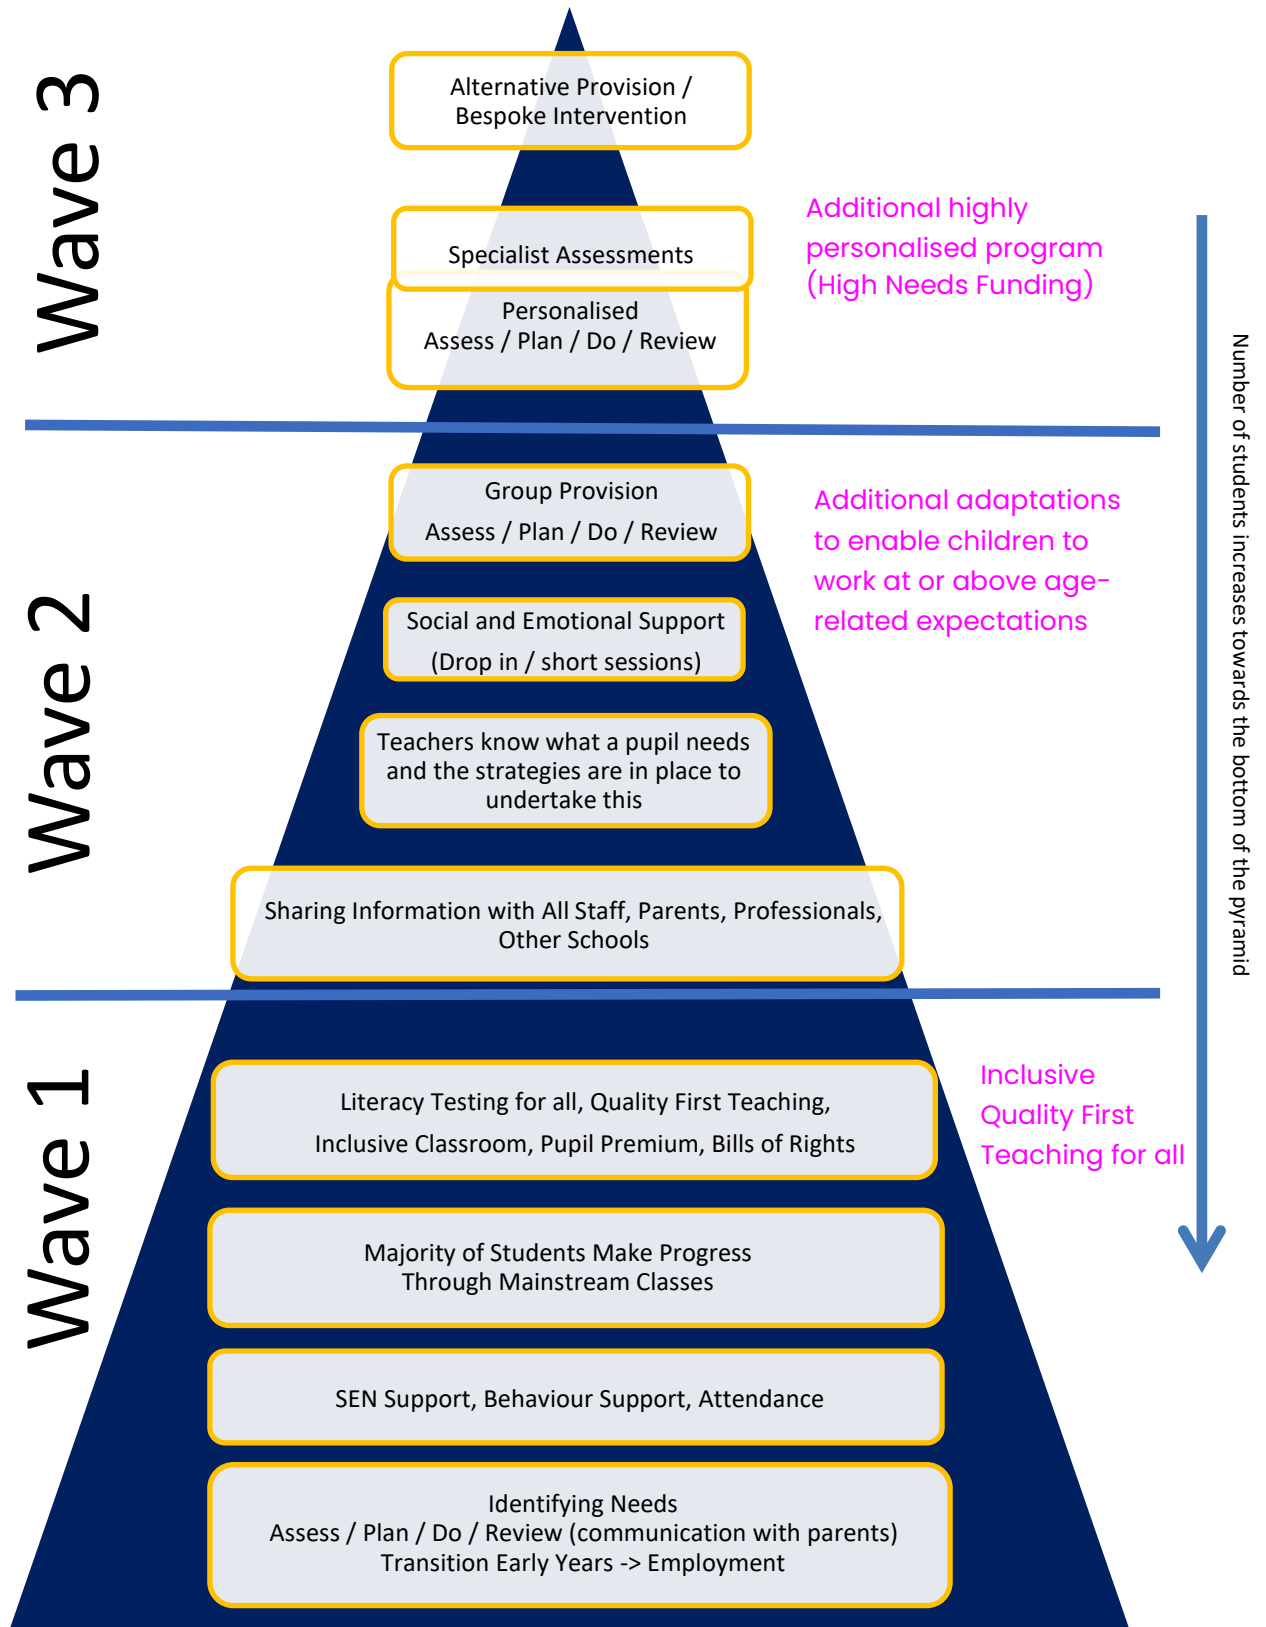 Wave 3
Alternative Provision /
Bespoke Intervention
Specialist Assessments
Personalised
Assess / Plan / Do / Review
Additional highly
personalised program
(High Needs Funding)
Wave 2
Group Provision
Assess / Plan / Do / Review
Social and Emotional Support
(Drop in / short sessions)
Teachers know what a pupil needs
and the strategies are in place to
undertake this
Sharing Information with All Staff, Parents, Professionals,
Other Schools
Additional adaptations
to enable children to
work at or above age-
related expectations
Wave 1
Literacy Testing for all, Quality First Teaching,
Inclusive Classroom, Pupil Premium, Bills of Rights
Majority of Students Make Progress
Through Mainstream Classes
SEN Support, Behaviour Support, Attendance
Identifying Needs
Assess / Plan / Do / Review (communication with parents)
Transition Early Years -> Employment
Inclusive
Quality First
Teaching for all
Number of students increases towards the bottom of the pyramid